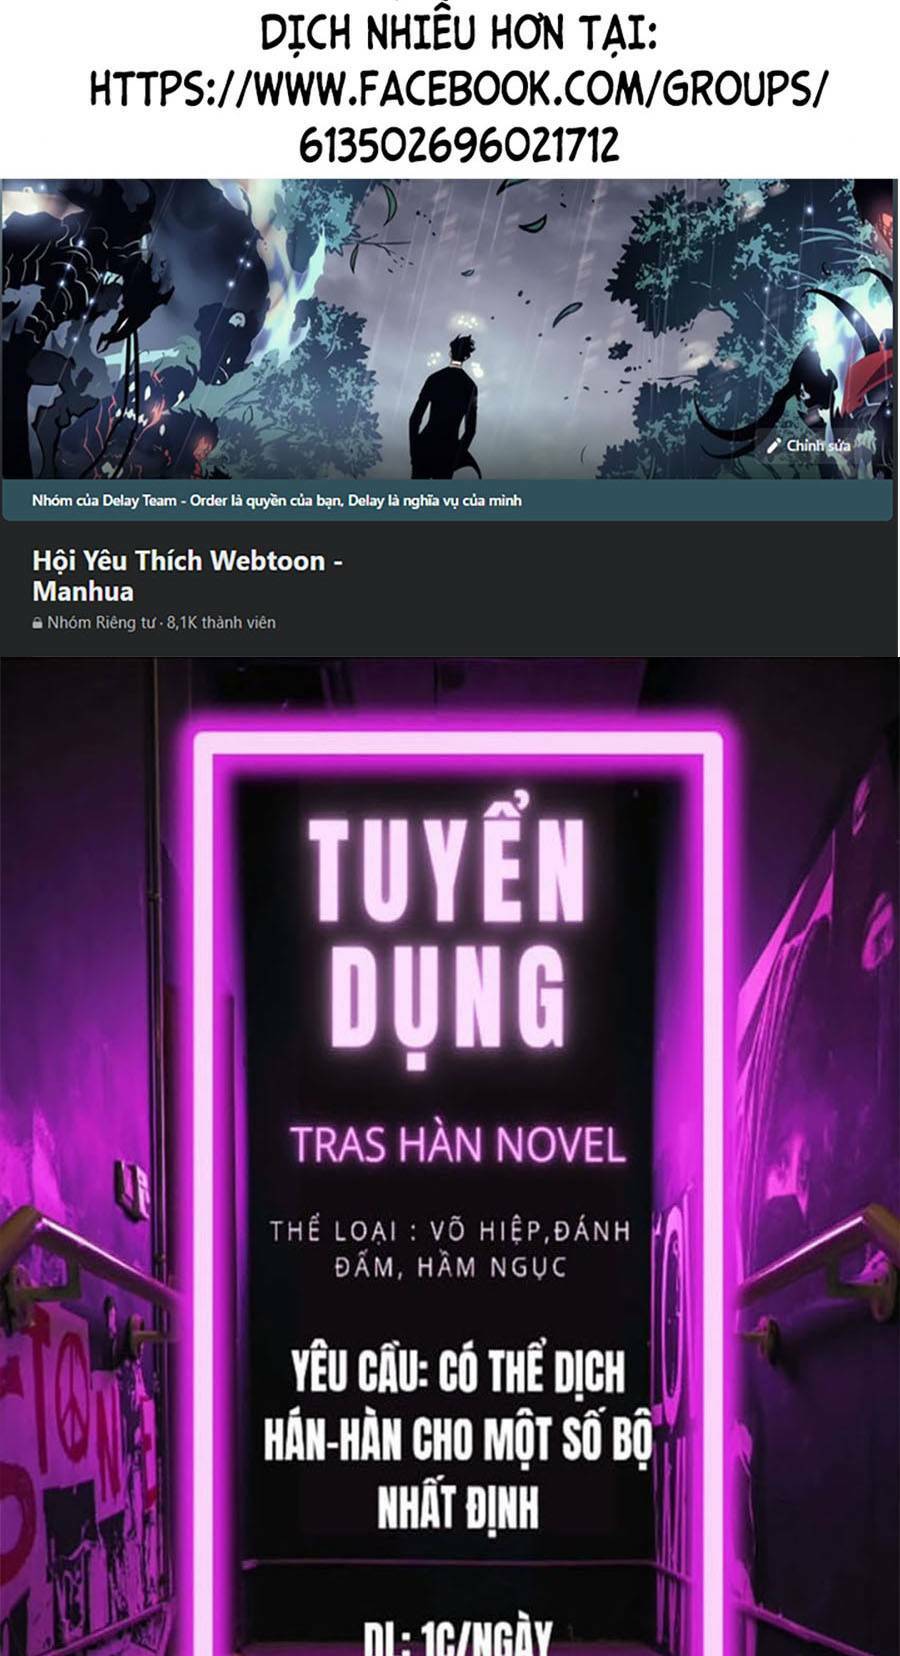 DỊCH NHIỀU HƠN TẠI:
HTTPS://WWW.FACEBOOK.COM/GROUPS/
613502696021712
Chỉnh sửa
Nhóm của Delay Team - Order là quyền của bạn, Delay là nghĩa vụ của mình
Hội Yêu Thích Webtoon -
Manhua
Nhóm Riêng tư · 8,1K thành viên
TUYỂN
DỤNG
TRAS HÀN NOVEL
THỂ LOẠI : VÕ HIỆP,ĐÁNH
ĐẤM, HẦM NGỤC
YÊU CẦU: CÓ THỂ DỊCH
HÁN-HÀN CHO MỘT SỐ BỘ
NHẤT ĐỊNH
DL: 1C/NGÀY